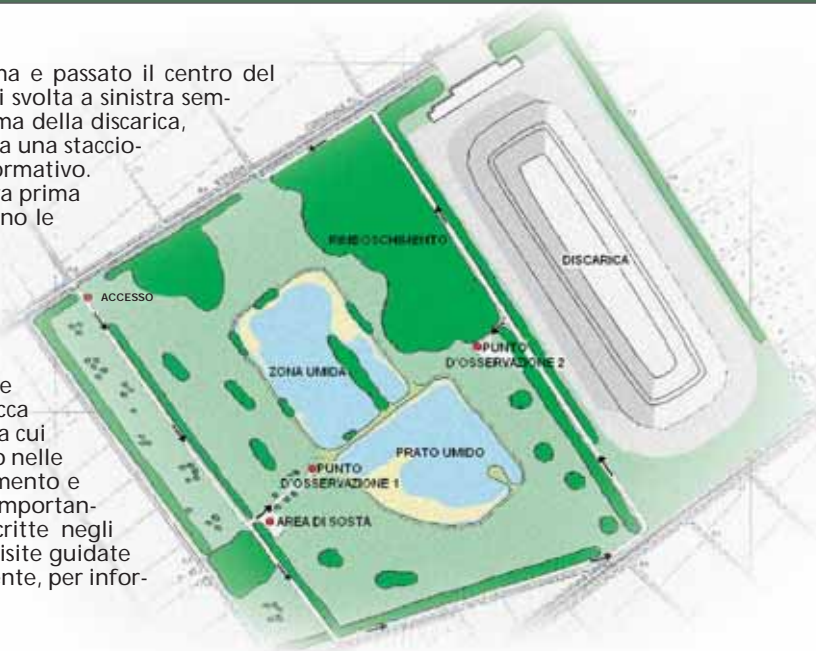 na e passato il centro del
i svolta a sinistra sem-
ma della discarica,
a una staccio-
ormativo.
a prima
no le
e
cca
a cui
o nelle
mento e
mportan-
critte negli
isite guidate
nte, per infor-
ACCESSO
RIMBOSCHIMENTO
DISCARICA
ZONA UMIDA
PUNTO
D'OSSERVAZIONE 2
PRATO UMIDO
PUNTO
D'OSSERVAZIONE 1
AREA DI SOSTA